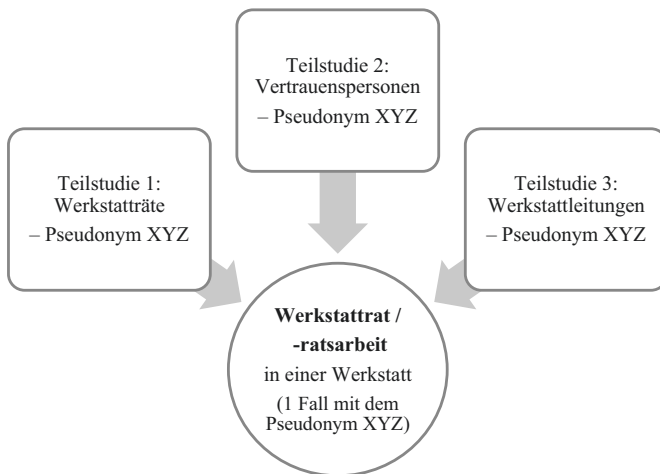 Teilstudie 2:
Vertrauenspersonen
– Pseudonym XYZ
Teilstudie 1:
Werkstatträte
– Pseudonym XYZ
Teilstudie 3:
Werkstattleitungen
– Pseudonym XYZ
Werkstattrat /
-ratsarbeit
in einer Werkstatt
(1 Fall mit dem
Pseudonym XYZ)